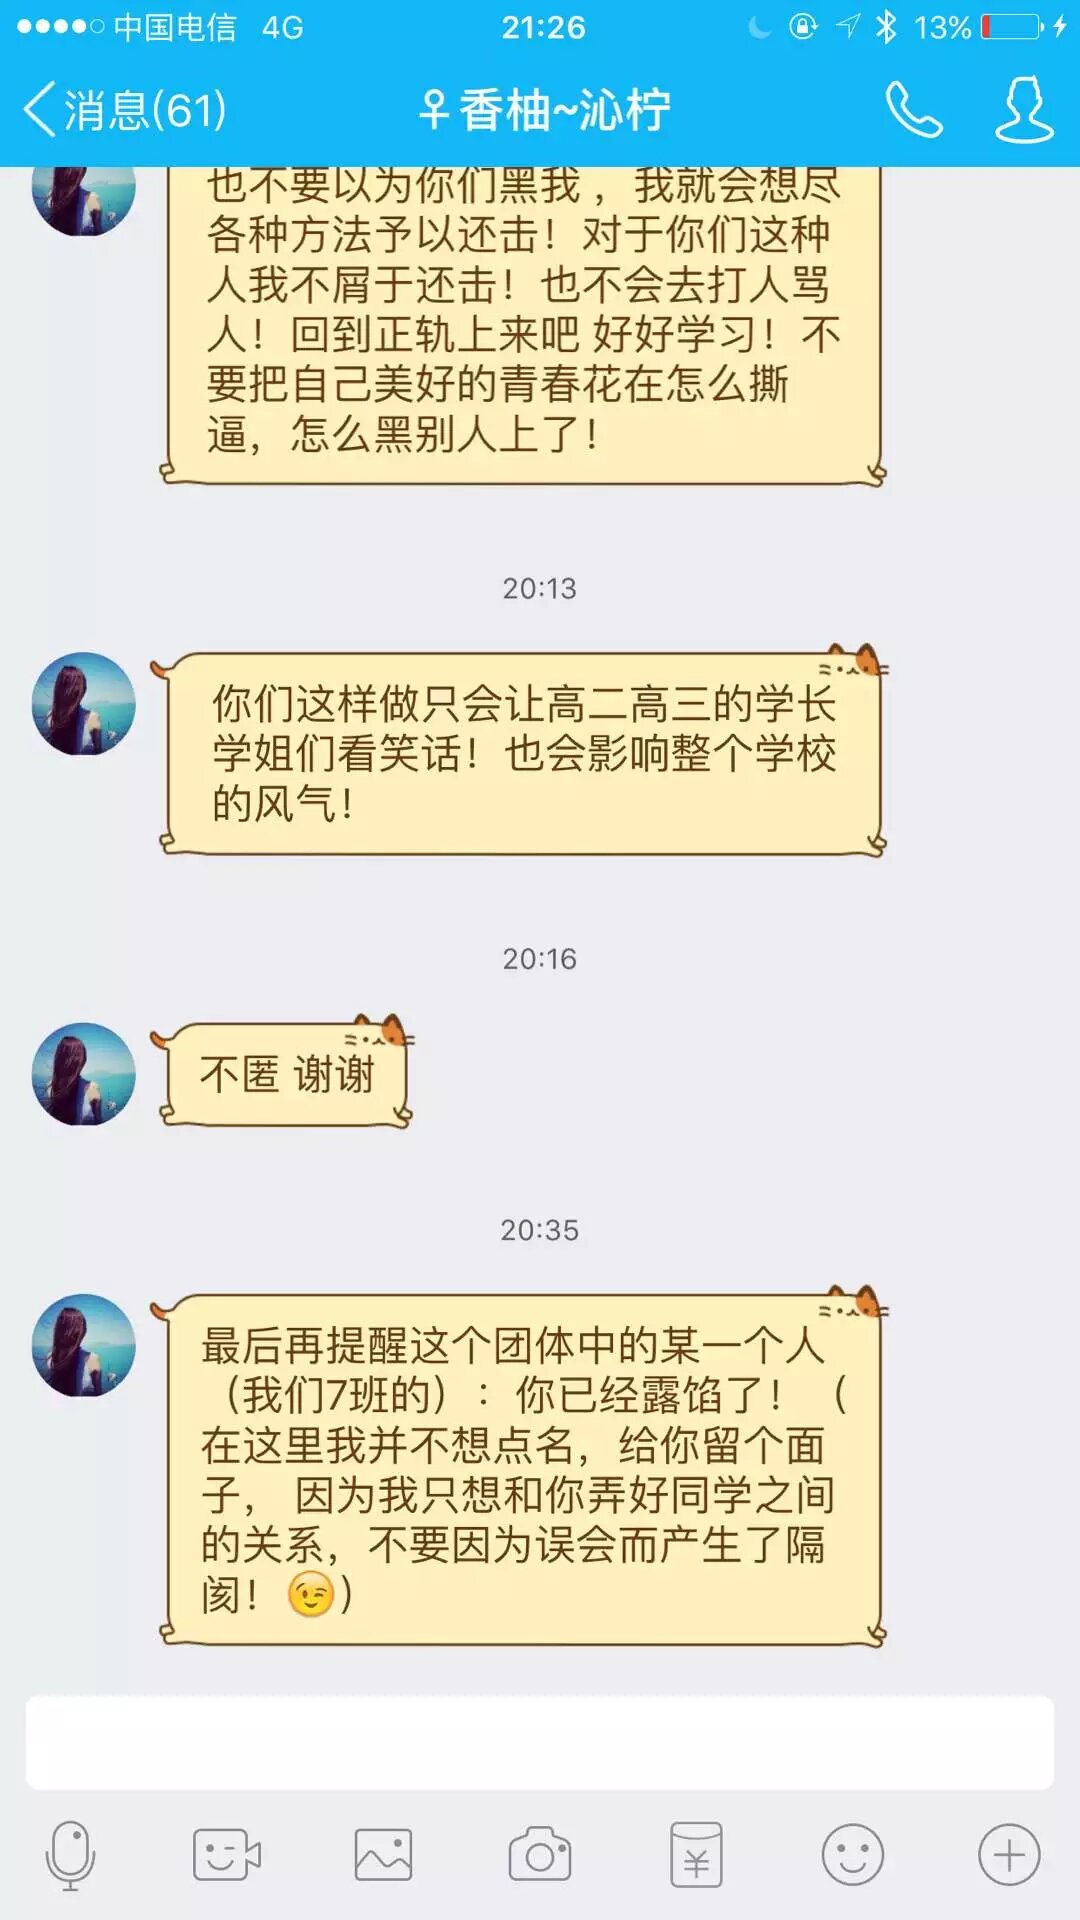 中国电信 4G 21:26 13%
消息(61) ♀香柚~沁柠
也不要以为你们黑我，我就会想尽
各种方法予以还击！对于你们这种
人我不屑于还击！也不会去打人骂
人！回到正轨上来吧 好好学习！不
要把自己美好的青春花在怎么撕
逼，怎么黑别人上了！
20:13
你们这样做只会让高二高三的学长
学姐们看笑话！也会影响整个学校
的风气！
20:16
不匿 谢谢
20:35
最后再提醒这个团体中的某一个人
（我们7班的）：你已经露馅了！（
在这里我并不想点名，给你留个面
子， 因为我只想和你弄好同学之间
的关系，不要因为误会而产生了隔
阂！😉）